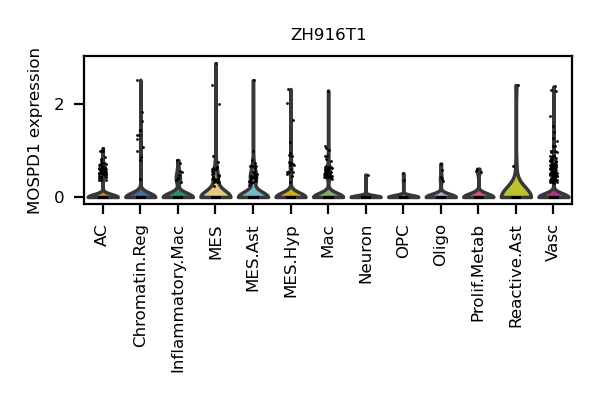 ZH916T1
MOSPD1 expression
2
0
AC
Chromatin.Reg
Inflammatory.Mac
MES
MES.Ast
MES.Hyp
Mac
Neuron
OPC
Oligo
Prolif.Metab
Reactive.Ast
Vasc